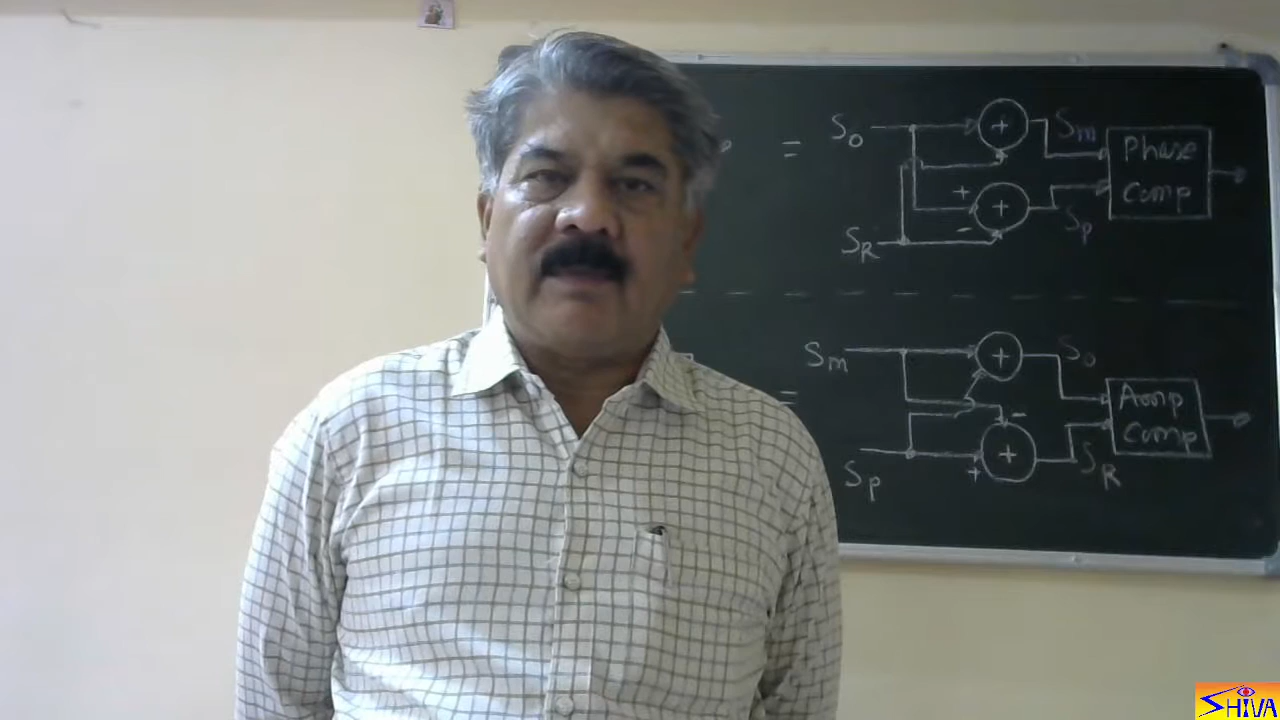 = So + Sm Phase
Comp
+ +
- Sp
SR
= Sm + So Amp
Comp
-
+ +
Sp SR
SHIVA